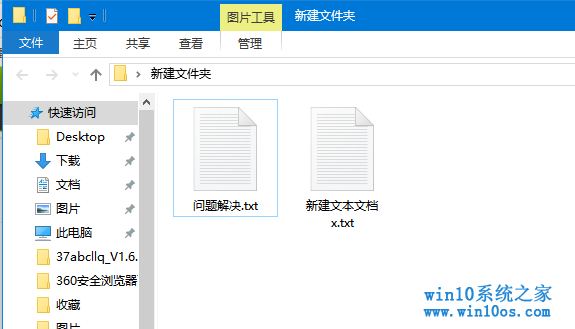 图片工具
新建文件夹
文件
主页
共享
查看
管理
新建文件夹
快速访问
Desktop
下载
文档
图片
此电脑
37abcllq_V1.6.
360安全浏览器
收藏
图片
问题解决.txt
新建文本文档
x.txt
win10系统之家
www.win10os.com